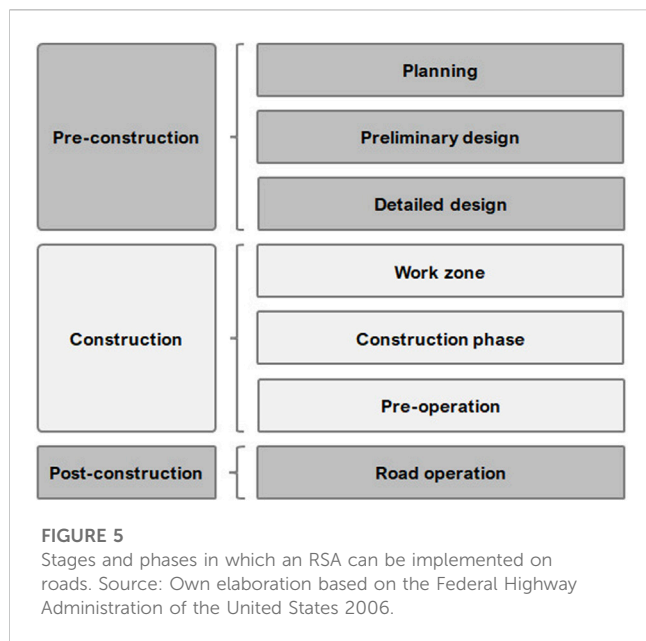 Pre-construction
Planning
Preliminary design
Detailed design
Construction
Work zone
Construction phase
Pre-operation
Post-construction
Road operation
FIGURE 5
Stages and phases in which an RSA can be implemented on
roads. Source: Own elaboration based on the Federal Highway
Administration of the United States 2006.